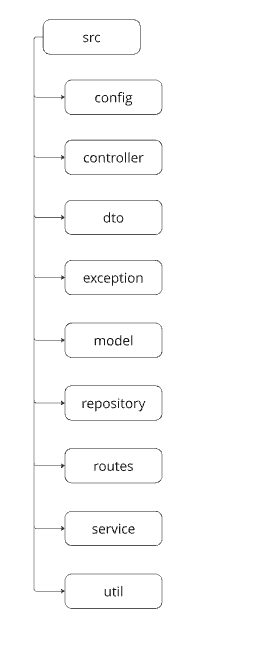 src
config
controller
dto
exception
model
repository
routes
service
util